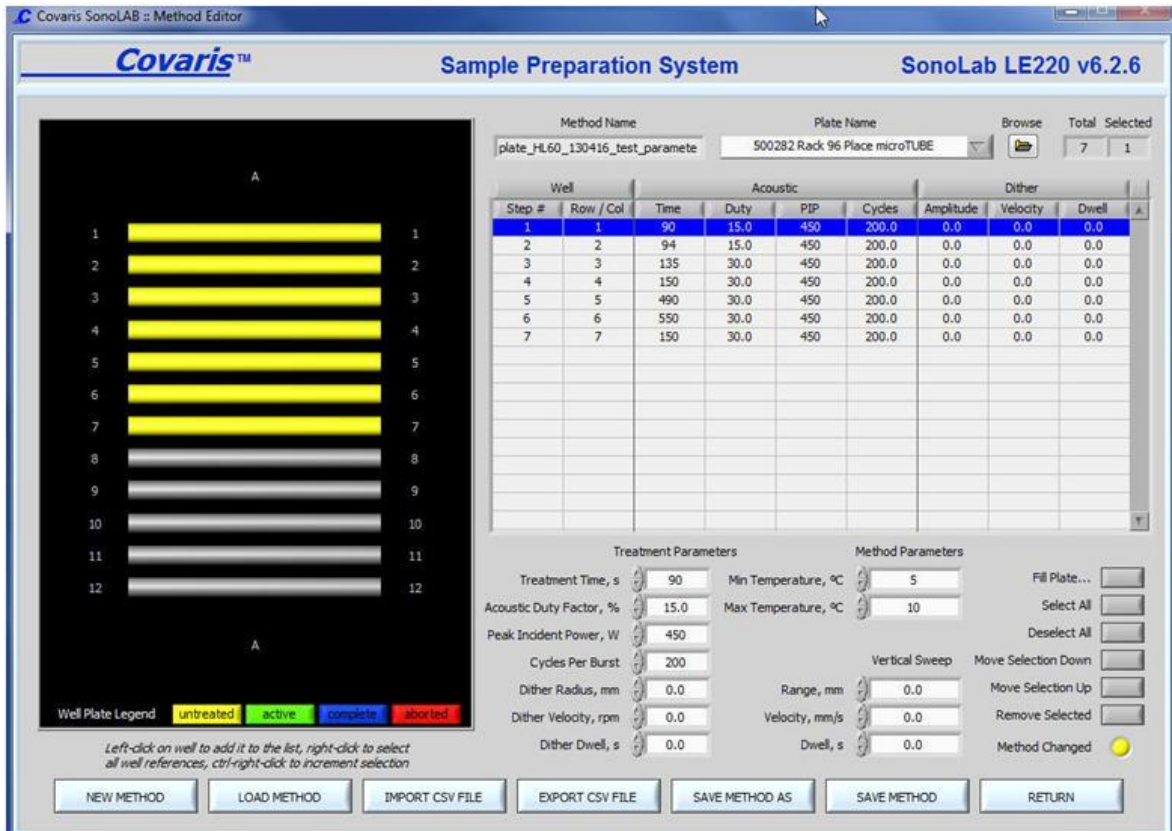 Covaris SonoLAB :: Method Editor
Covaris™ Sample Preparation System SonoLab LE220 v6.2.6
Method Name Plate Name Browse Total Selected
plate_HL60_130416_test_paramete 500282 Rack 96 Place microTUBE 7 1
A
1 1
2 2
3 3
4 4
5 5
6 6
7 7
8 8
9 9
10 10
11 11
12 12
A
Well Plate Legend untreated active complete aborted
Left-click on well to add it to the list, right-click to select
all well references, ctrl-right-click to increment selection
Well Acoustic Dither
Step # Row / Col Time Duty PIP Cycles Amplitude Velocity Dwell
1 1 90 15.0 450 200.0 0.0 0.0 0.0
2 2 94 15.0 450 200.0 0.0 0.0 0.0
3 3 135 30.0 450 200.0 0.0 0.0 0.0
4 4 150 30.0 450 200.0 0.0 0.0 0.0
5 5 490 30.0 450 200.0 0.0 0.0 0.0
6 6 550 30.0 450 200.0 0.0 0.0 0.0
7 7 150 30.0 450 200.0 0.0 0.0 0.0
Treatment Parameters Method Parameters
Treatment Time, s 90 Min Temperature, ºC 5 Fill Plate...
Acoustic Duty Factor, % 15.0 Max Temperature, ºC 10 Select All
Peak Incident Power, W 450 Deselect All
Cycles Per Burst 200 Vertical Sweep Move Selection Down
Dither Radius, mm 0.0 Range, mm 0.0 Move Selection Up
Dither Velocity, rpm 0.0 Velocity, mm/s 0.0 Remove Selected
Dither Dwell, s 0.0 Dwell, s 0.0 Method Changed
NEW METHOD LOAD METHOD IMPORT CSV FILE EXPORT CSV FILE SAVE METHOD AS SAVE METHOD RETURN